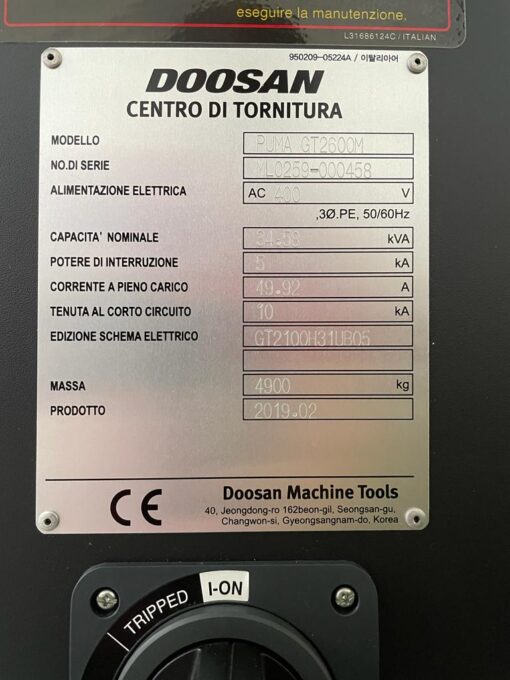 eseguire la manutenzione.
L31686124C / ITALIAN
950209-05224A / 이탈리아어
DOOSAN
CENTRO DI TORNITURA
MODELLO PUMA GT2600M
NO.DI SERIE ML0259-000458
ALIMENTAZIONE ELETTRICA AC 400 V
,3Ø.PE, 50/60Hz
CAPACITA' NOMINALE 34.59 kVA
POTERE DI INTERRUZIONE 5 kA
CORRENTE A PIENO CARICO 49.92 A
TENUTA AL CORTO CIRCUITO 10 kA
EDIZIONE SCHEMA ELETTRICO GT2100H31UB05
MASSA 4900 kg
PRODOTTO 2019.02
CE
Doosan Machine Tools
40, Jeongdong-ro 162beon-gil, Seongsan-gu,
Changwon-si, Gyeongsangnam-do, Korea
TRIPPED I-ON